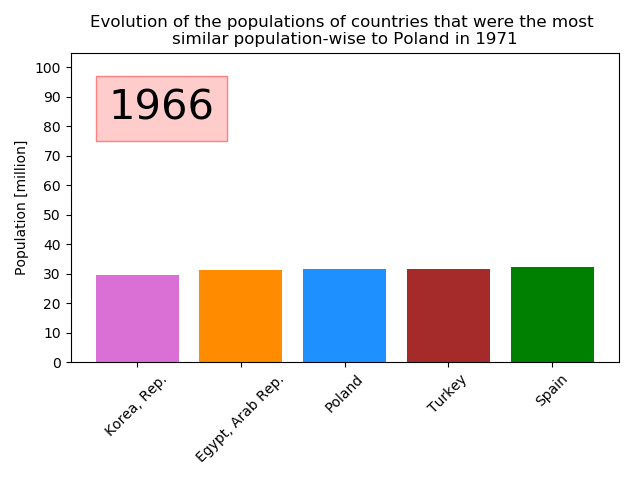 Evolution of the populations of countries that were the most
similar population-wise to Poland in 1971
1966
Population [million]
100
90
80
70
60
50
40
30
20
10
0
Korea, Rep.
Egypt, Arab Rep.
Poland
Turkey
Spain